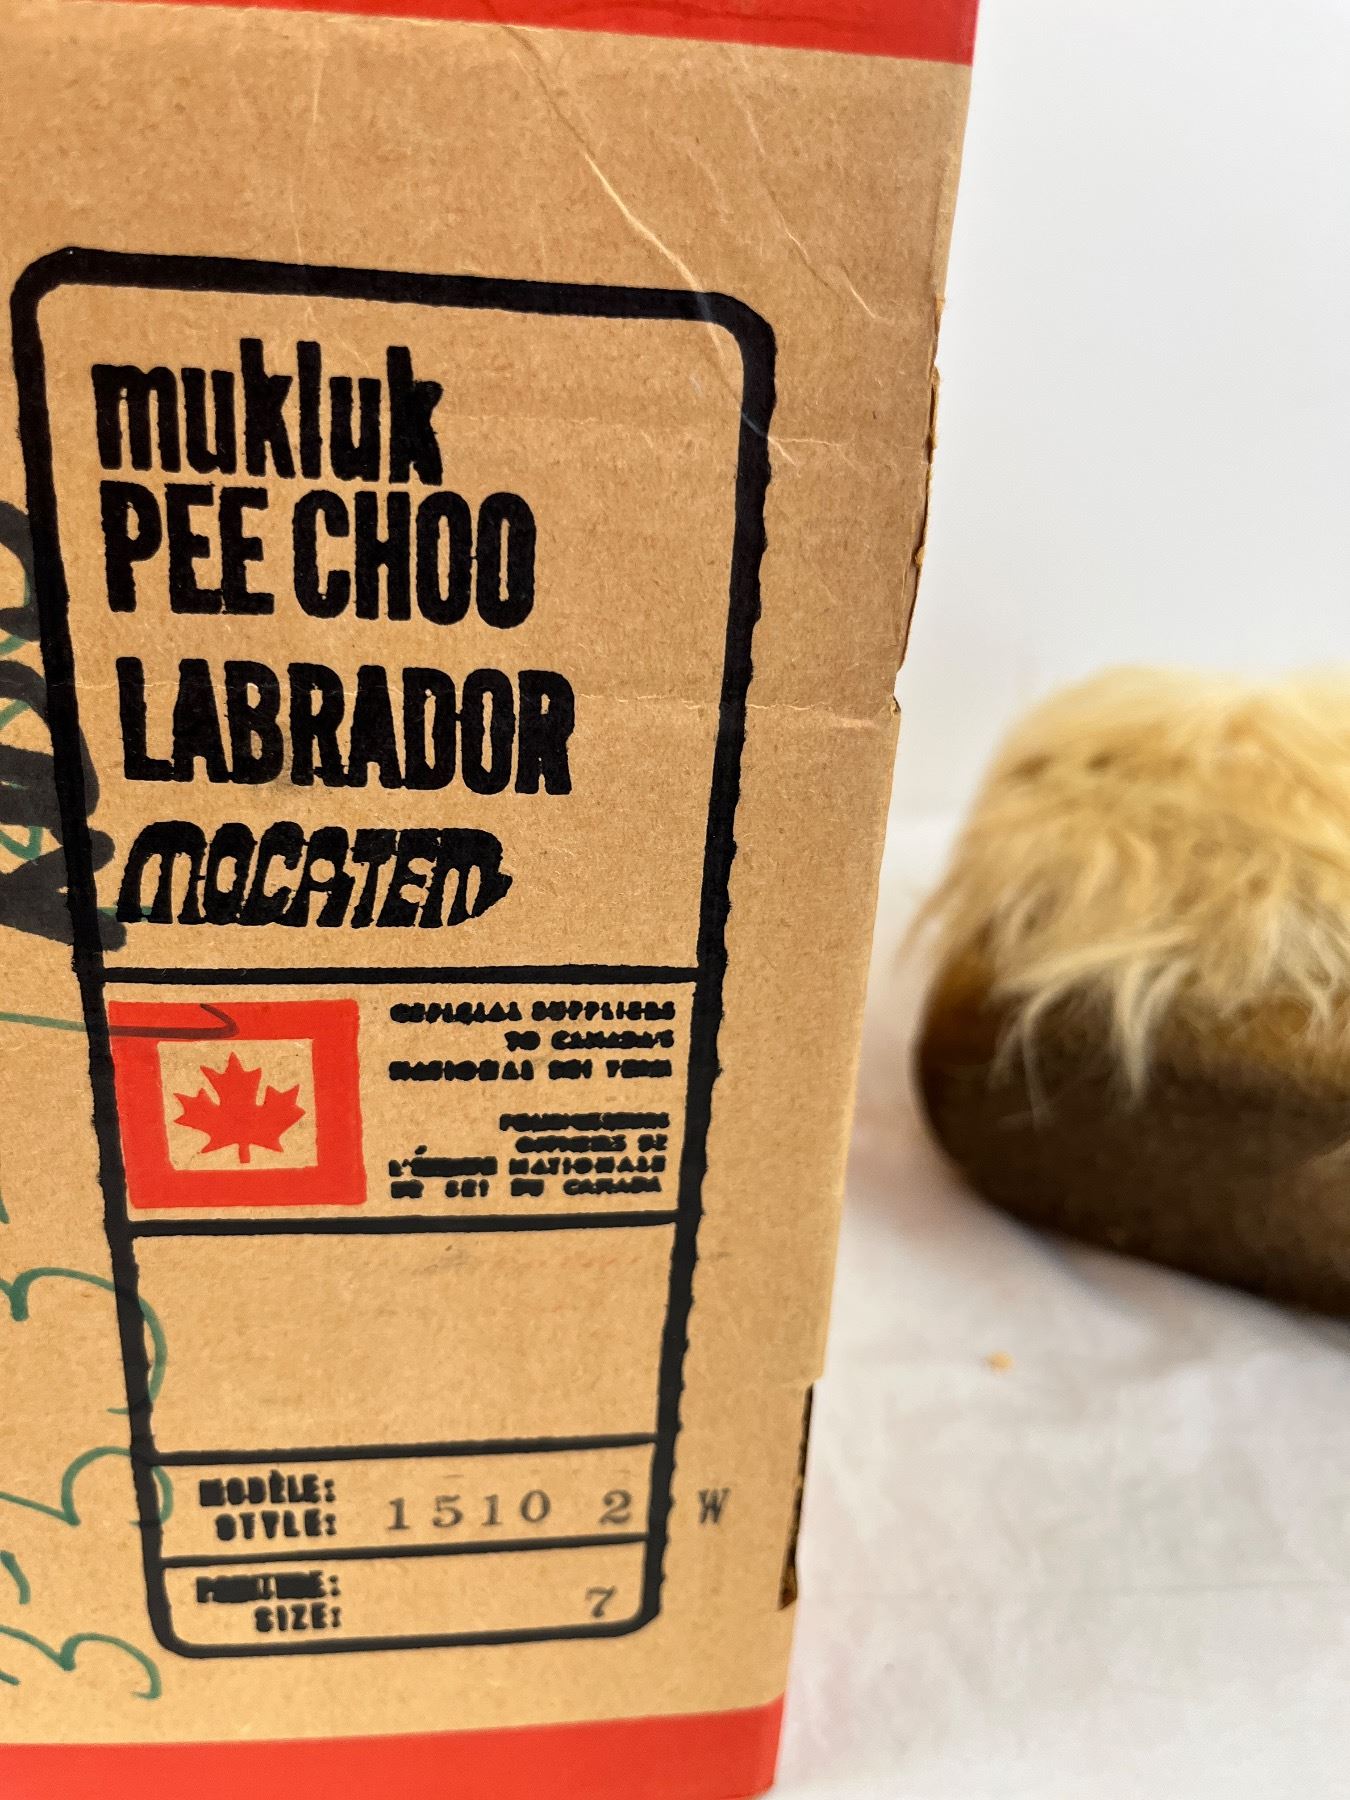 mukluk
PEE CHOO
LABRADOR
MOCATEM
OFFICIAL SUPPLIERS
TO CANADA'S
NATIONAL SKI TEAM
FOURNISSEURS
OFFICIELS DE
L'ÉQUIPE NATIONALE
DE SKI DU CANADA
MODÈLE:
STYLE: 1510 2 W
POINTURE:
SIZE: 7